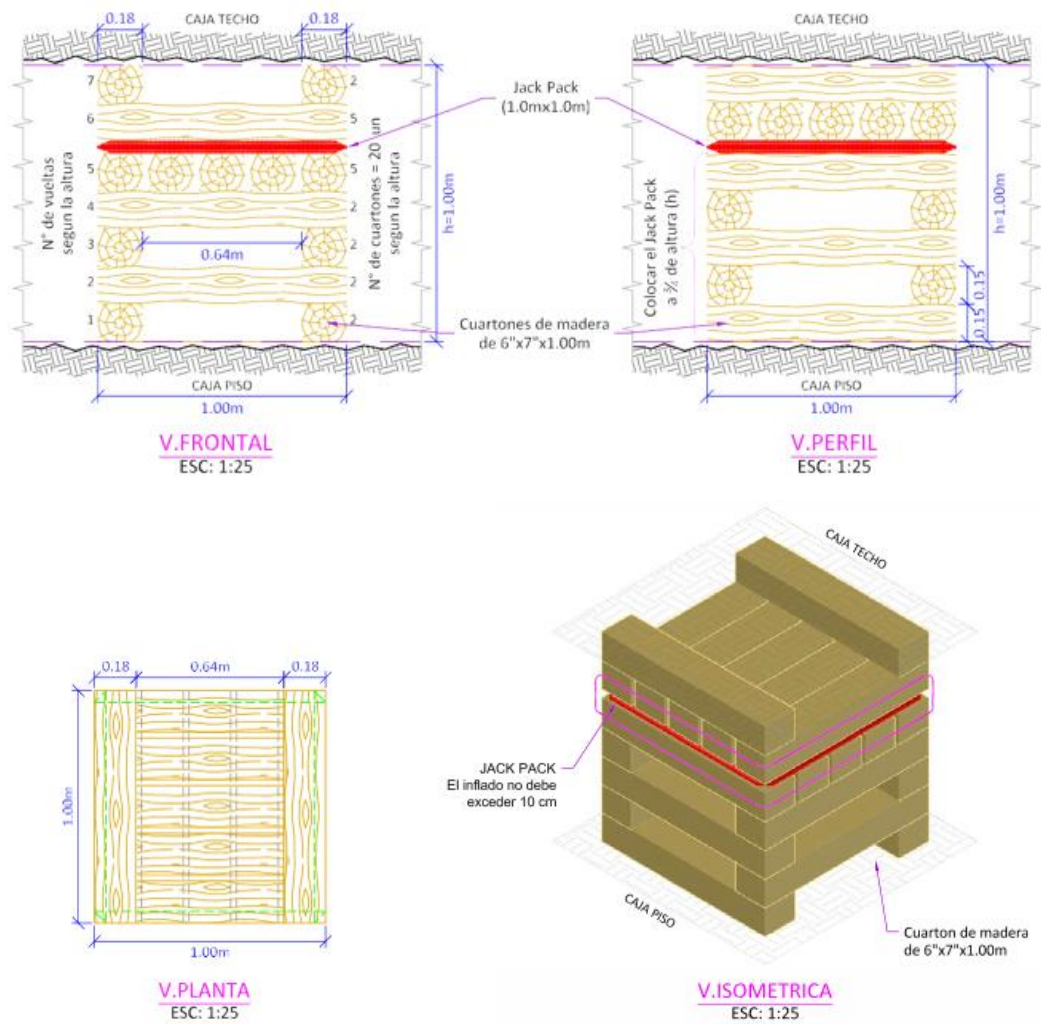 0.18
CAJA TECHO
0.18
7
2
6
5
5
5
4
2
3
2
2
2
1
2
N° de vueltas
segun la altura
N° de cuartones = 20 un
segun la altura
0.64m
h=1.00m
CAJA PISO
1.00m
V.FRONTAL
ESC: 1:25
Jack Pack
(1.0mx1.0m)
Cuartones de madera
de 6"x7"x1.00m
CAJA TECHO
Colocar el Jack Pack
a ¾ de altura (h)
h=1.00m
0.15
0.15
CAJA PISO
1.00m
V.PERFIL
ESC: 1:25
0.18
0.64m
0.18
1.00m
1.00m
V.PLANTA
ESC: 1:25
CAJA TECHO
JACK PACK
El inflado no debe
exceder 10 cm
CAJA PISO
Cuarton de madera
de 6"x7"x1.00m
V.ISOMETRICA
ESC: 1:25